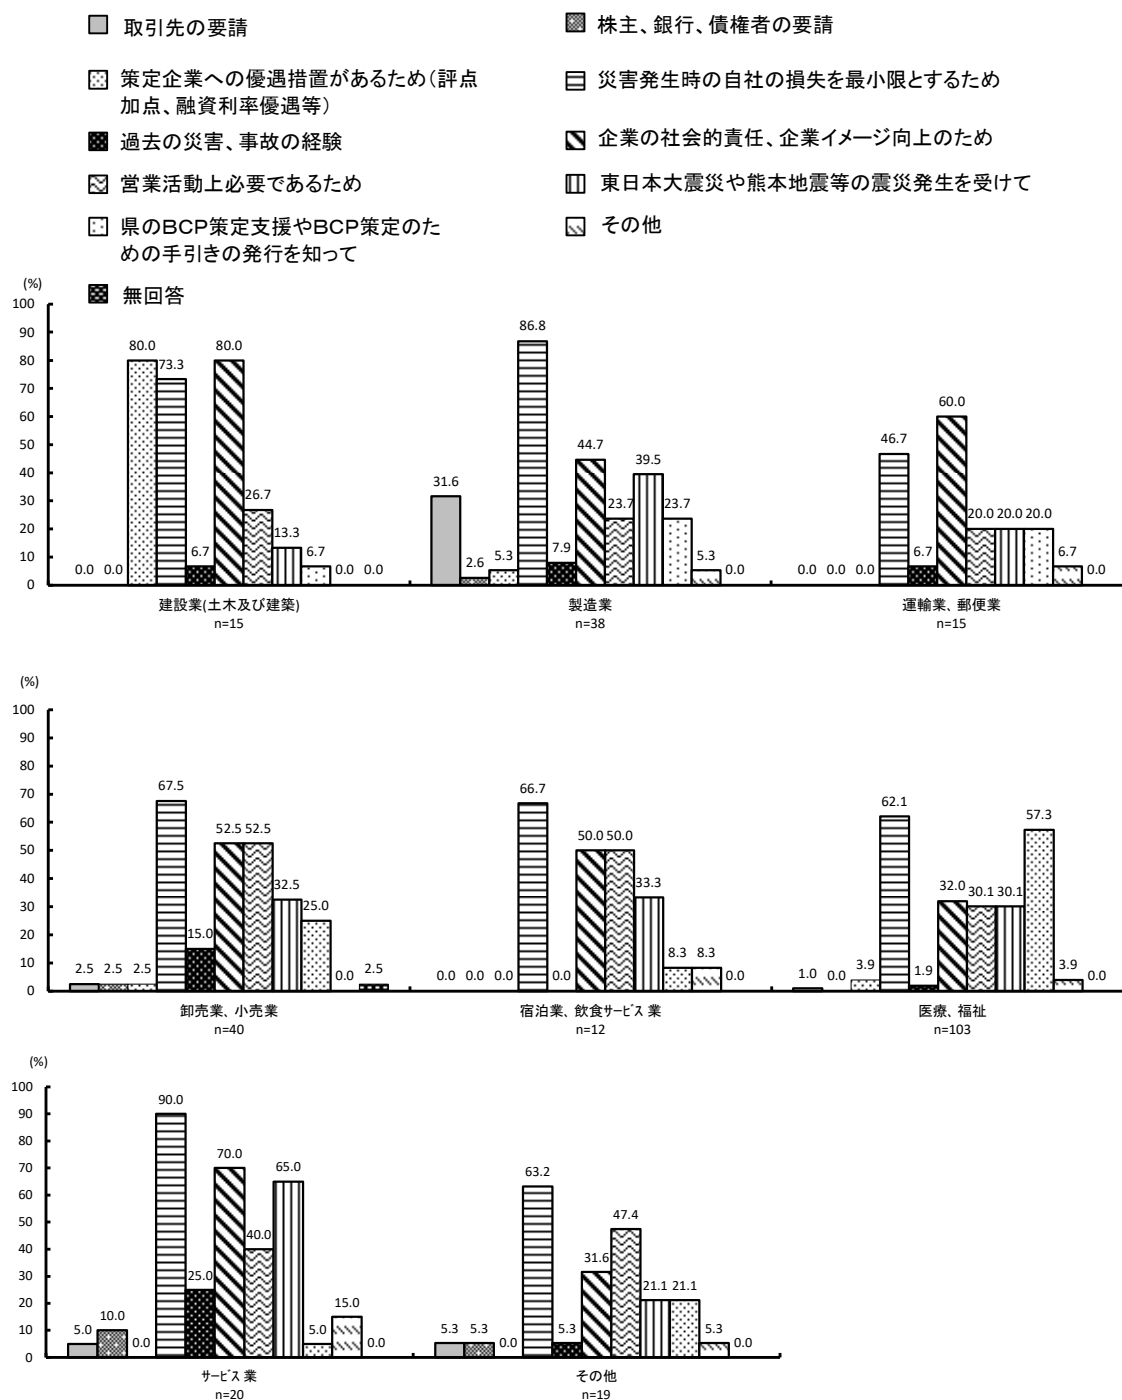 取引先の要請
株主、銀行、債権者の要請
策定企業への優遇措置があるため(評点
加点、融資利率優遇等)
災害発生時の自社の損失を最小限とするため
過去の災害、事故の経験
企業の社会的責任、企業イメージ向上のため
営業活動上必要であるため
東日本大震災や熊本地震等の震災発生を受けて
県のBCP策定支援やBCP策定のた
めの手引きの発行を知って
その他
無回答
(%)
100
90
80
70
60
50
40
30
20
10
0
0.0 0.0 80.0 73.3 6.7 80.0 26.7 13.3 6.7 0.0 0.0
31.6 2.6 5.3 86.8 7.9 44.7 23.7 39.5 23.7 5.3 0.0
0.0 0.0 0.0 46.7 6.7 60.0 20.0 20.0 20.0 6.7 0.0
建設業(土木及び建築) 製造業 運輸業、郵便業
n=15 n=38 n=15
(%)
100
90
80
70
60
50
40
30
20
10
0
2.5 2.5 2.5 67.5 15.0 52.5 52.5 32.5 25.0 0.0 2.5
0.0 0.0 0.0 66.7 0.0 50.0 50.0 33.3 8.3 8.3 0.0
1.0 0.0 3.9 62.1 1.9 32.0 30.1 30.1 57.3 3.9 0.0
卸売業、小売業 宿泊業、飲食サービス業 医療、福祉
n=40 n=12 n=103
(%)
100
90
80
70
60
50
40
30
20
10
0
5.0 10.0 0.0 90.0 25.0 70.0 40.0 65.0 5.0 15.0 0.0
5.3 5.3 0.0 63.2 5.3 31.6 47.4 21.1 21.1 5.3 0.0
サービス業 その他
n=20 n=19